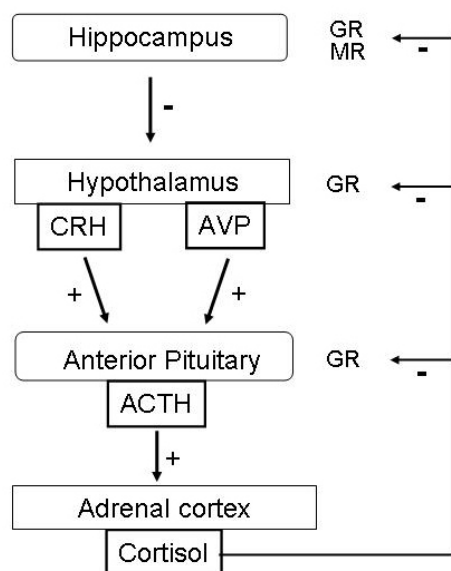 Hippocampus
GR
MR
-
-
Hypothalamus
GR
-
CRH
AVP
+
+
Anterior Pituitary
GR
-
ACTH
+
Adrenal cortex
Cortisol